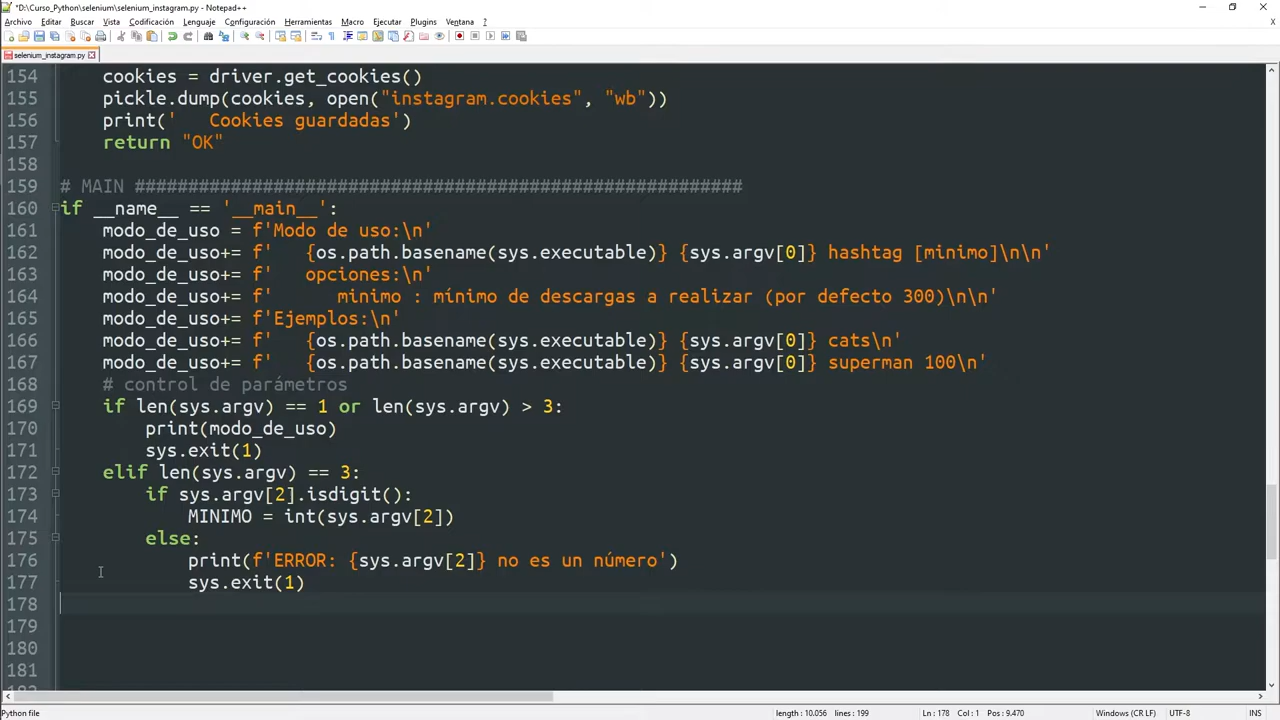 *D:\Curso_Python\selenium\selenium_instagram.py - Notepad++
Archivo Editar Buscar Vista Codificación Lenguaje Configuración Herramientas Macro Ejecutar Plugins Ventana ?
selenium_instagram.py
154     cookies = driver.get_cookies()
155     pickle.dump(cookies, open("instagram.cookies", "wb"))
156     print('   Cookies guardadas')
157     return "OK"
158
159 # MAIN #########################################################
160 if __name__ == '__main__':
161     modo_de_uso = f'Modo de uso:\n'
162     modo_de_uso+= f'   {os.path.basename(sys.executable)} {sys.argv[0]} hashtag [minimo]\n\n'
163     modo_de_uso+= f'   opciones:\n'
164     modo_de_uso+= f'      minimo : mínimo de descargas a realizar (por defecto 300)\n\n'
165     modo_de_uso+= f'Ejemplos:\n'
166     modo_de_uso+= f'   {os.path.basename(sys.executable)} {sys.argv[0]} cats\n'
167     modo_de_uso+= f'   {os.path.basename(sys.executable)} {sys.argv[0]} superman 100\n'
168     # control de parámetros
169     if len(sys.argv) == 1 or len(sys.argv) > 3:
170         print(modo_de_uso)
171         sys.exit(1)
172     elif len(sys.argv) == 3:
173         if sys.argv[2].isdigit():
174             MINIMO = int(sys.argv[2])
175         else:
176             print(f'ERROR: {sys.argv[2]} no es un número')
177             sys.exit(1)
178
179
180
181
Python file length : 10.056 lines : 199 Ln : 178 Col : 1 Pos : 9.470 Windows (CR LF) UTF-8 INS